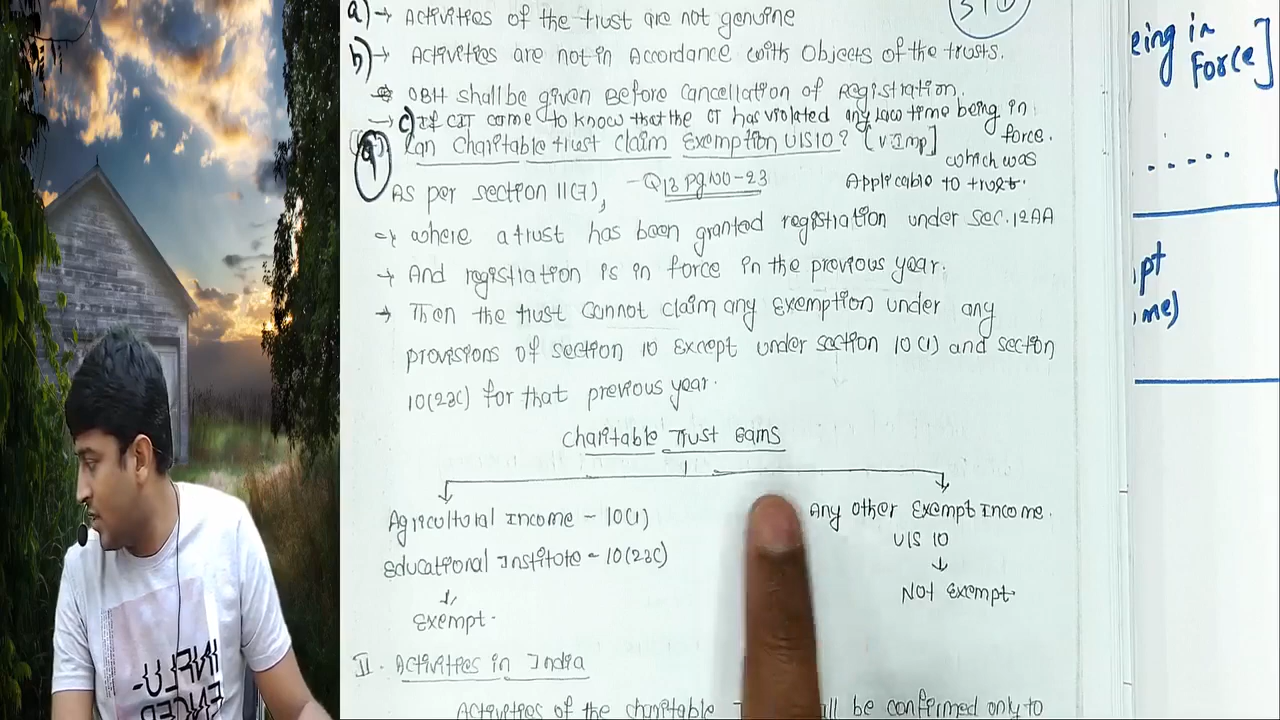 a) → Activities of the trust are not genuine
b) → Activities are not in Accordance with Objects of the trusts.
→ OBH shall be given Before Cancellation of registration.
→ c) If CIT come to know that the CT has violated any law time being in force. which was Applicable to trust.
Can Charitable trust claim Exemption U/S 10? [V.Imp]
As per section 11(7), - Q13 Pg NO-23
→ where a trust has been granted registration under sec. 12AA
→ And registration is in force in the previous year.
→ Then the trust cannot claim any exemption under any
provisions of section 10 Except under section 10(1) and section
10(23C) for that previous year.
Charitable Trust Earns
Agricultural Income - 10(1)
Educational Institute - 10(23C)
Exempt.
Any Other Exempt Income.
U/S 10
Not Exempt.
II. Activities in India
Activities of the charitable be confirmed only to
eing in
Force]
.....
pt
me)